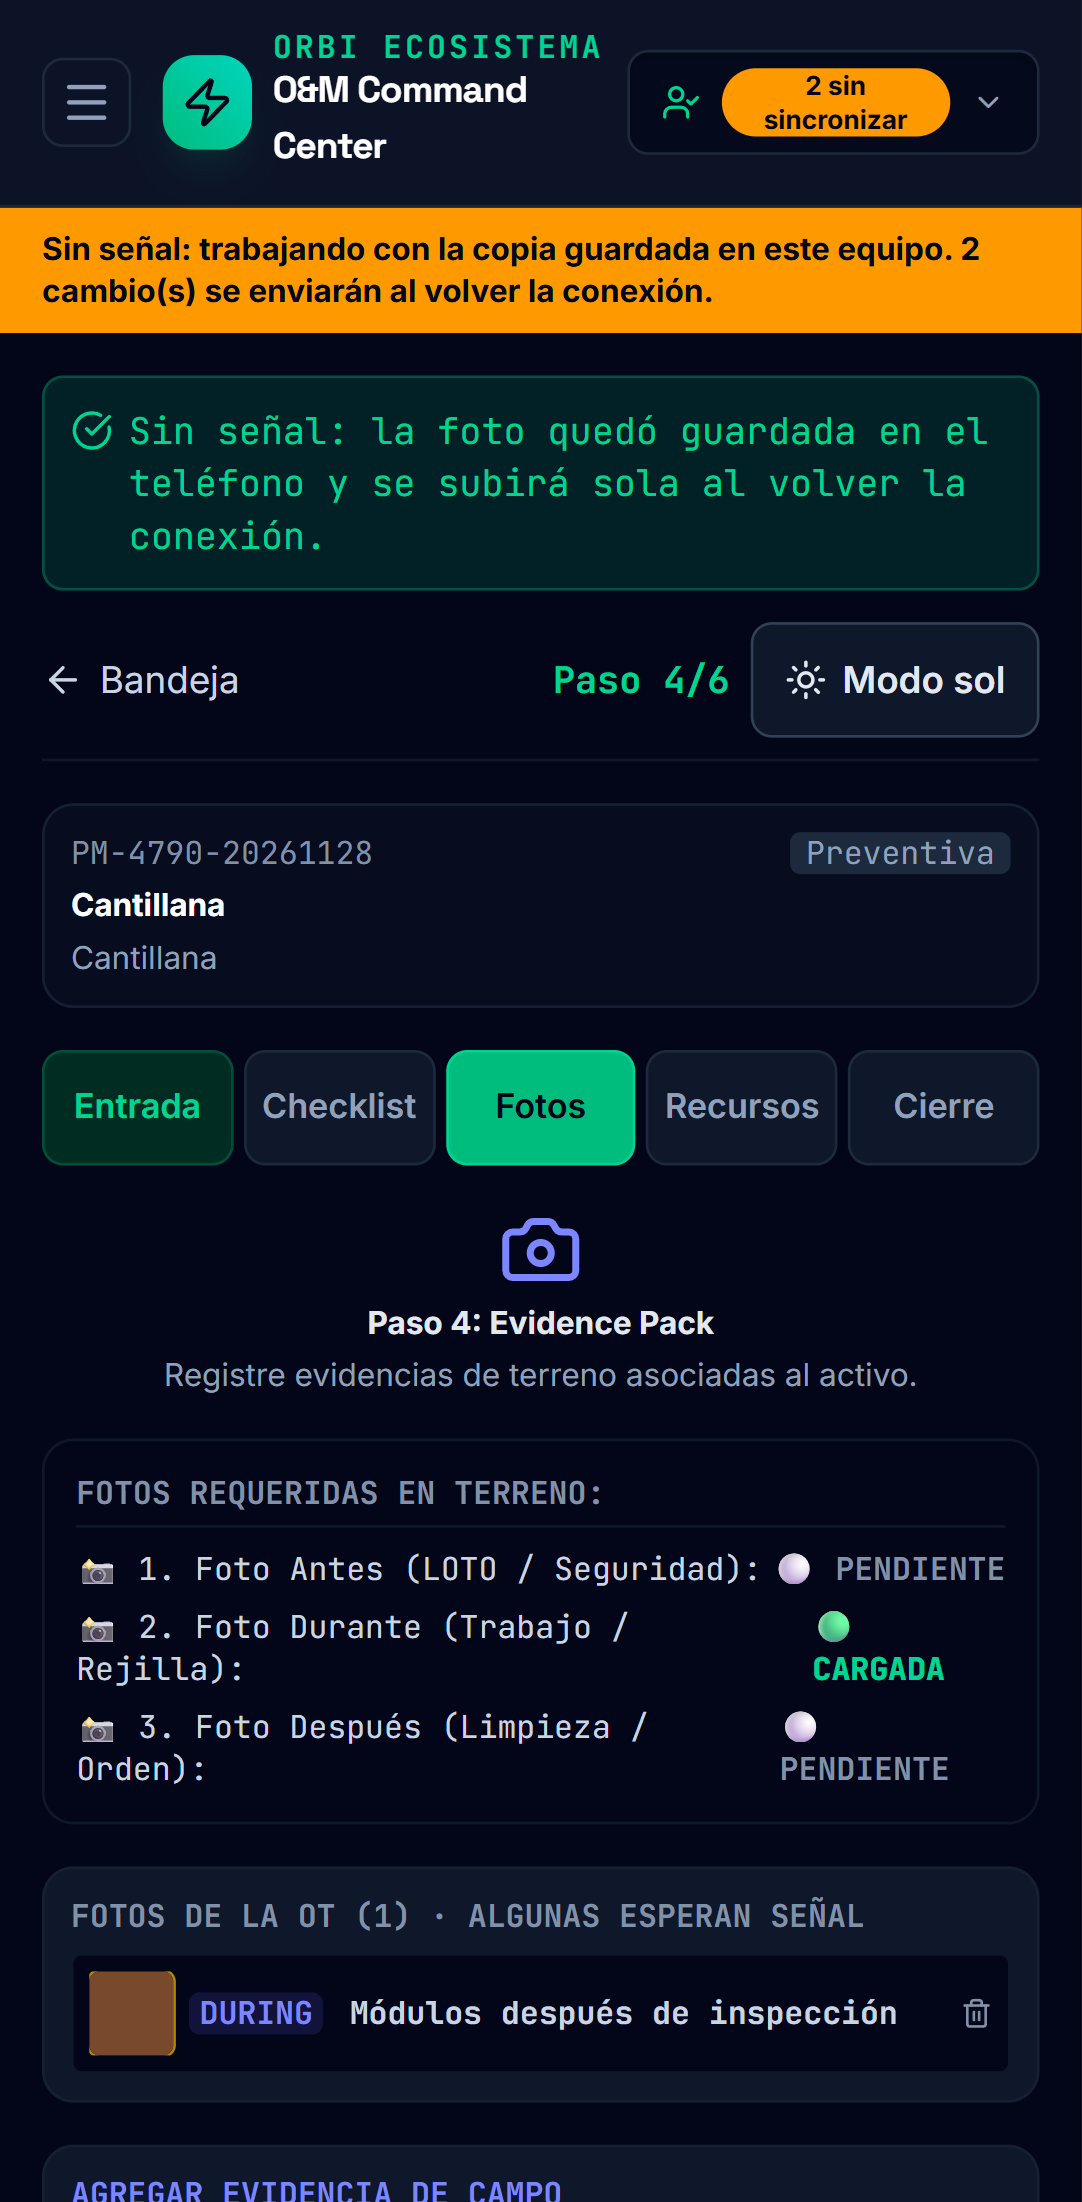 ORBI ECOSISTEMA
O&M Command
Center
2 sin
sincronizar
Sin señal: trabajando con la copia guardada en este equipo. 2
cambio(s) se enviarán al volver la conexión.
Sin señal: la foto quedó guardada en el
teléfono y se subirá sola al volver la
conexión.
Bandeja
Paso 4/6
Modo sol
PM-4790-20261128
Preventiva
Cantillana
Cantillana
Entrada
Checklist
Fotos
Recursos
Cierre
Paso 4: Evidence Pack
Registre evidencias de terreno asociadas al activo.
FOTOS REQUERIDAS EN TERRENO:
1. Foto Antes (LOTO / Seguridad): PENDIENTE
2. Foto Durante (Trabajo /
Rejilla):
CARGADA
3. Foto Después (Limpieza /
Orden):
PENDIENTE
FOTOS DE LA OT (1) · ALGUNAS ESPERAN SEÑAL
DURING Módulos después de inspección
AGREGAR EVIDENCIA DE CAMPO